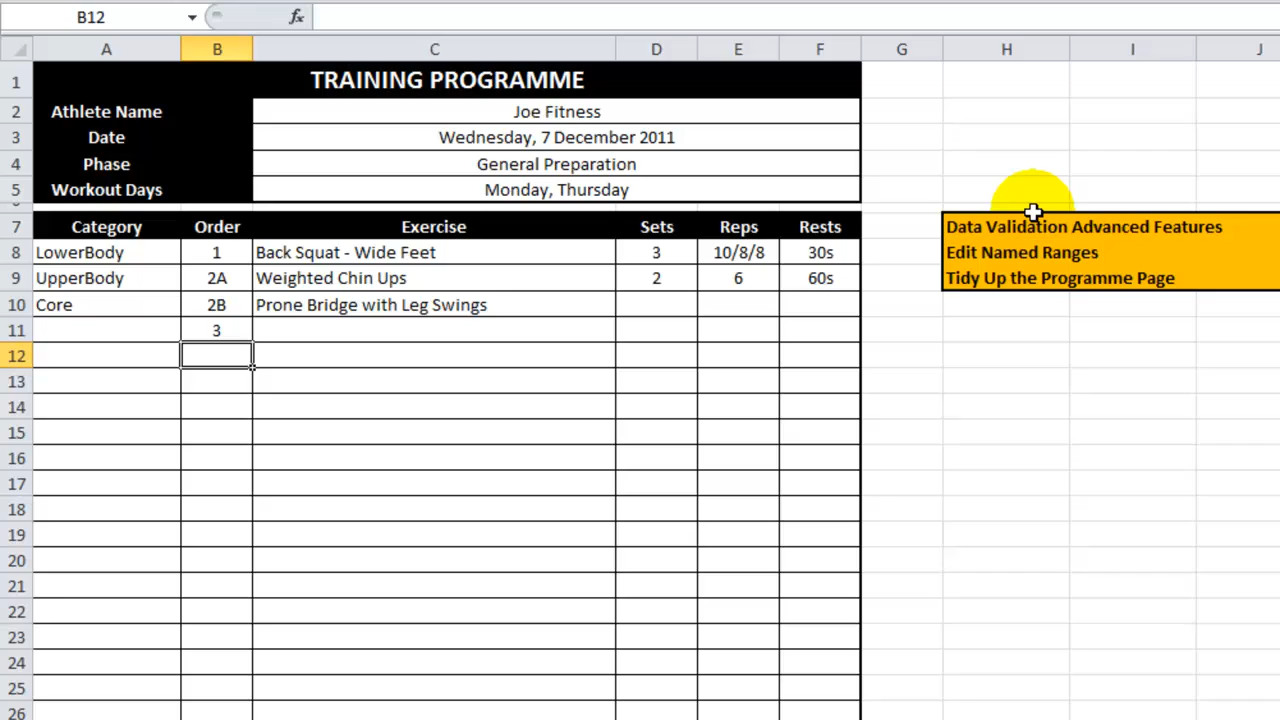 B12 fx
A B C D E F G H I J
1 TRAINING PROGRAMME
2 Athlete Name Joe Fitness
3 Date Wednesday, 7 December 2011
4 Phase General Preparation
5 Workout Days Monday, Thursday
7 Category Order Exercise Sets Reps Rests Data Validation Advanced Features
8 LowerBody 1 Back Squat - Wide Feet 3 10/8/8 30s Edit Named Ranges
9 UpperBody 2A Weighted Chin Ups 2 6 60s Tidy Up the Programme Page
10 Core 2B Prone Bridge with Leg Swings
11 3
12
13
14
15
16
17
18
19
20
21
22
23
24
25
26